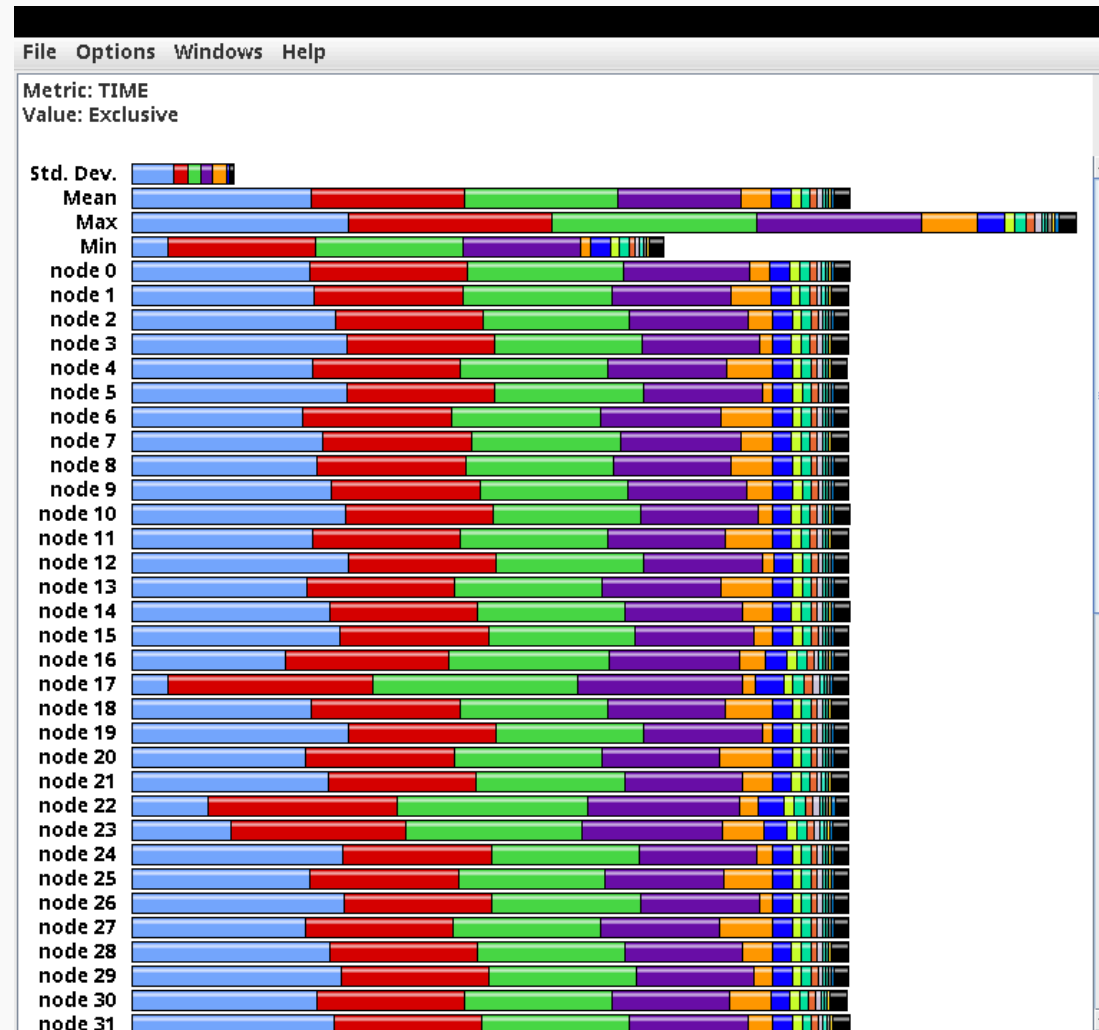 File Options Windows Help
Metric: TIME
Value: Exclusive
Std. Dev.
Mean
Max
Min
node 0
node 1
node 2
node 3
node 4
node 5
node 6
node 7
node 8
node 9
node 10
node 11
node 12
node 13
node 14
node 15
node 16
node 17
node 18
node 19
node 20
node 21
node 22
node 23
node 24
node 25
node 26
node 27
node 28
node 29
node 30
node 31